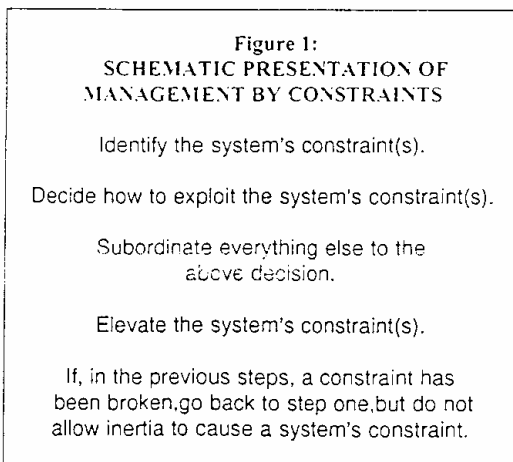 Figure 1:
SCHEMATIC PRESENTATION OF
MANAGEMENT BY CONSTRAINTS
Identify the system's constraint(s).
Decide how to exploit the system's constraint(s).
Subordinate everything else to the
above decision.
Elevate the system's constraint(s).
If, in the previous steps, a constraint has
been broken,go back to step one,but do not
allow inertia to cause a system's constraint.